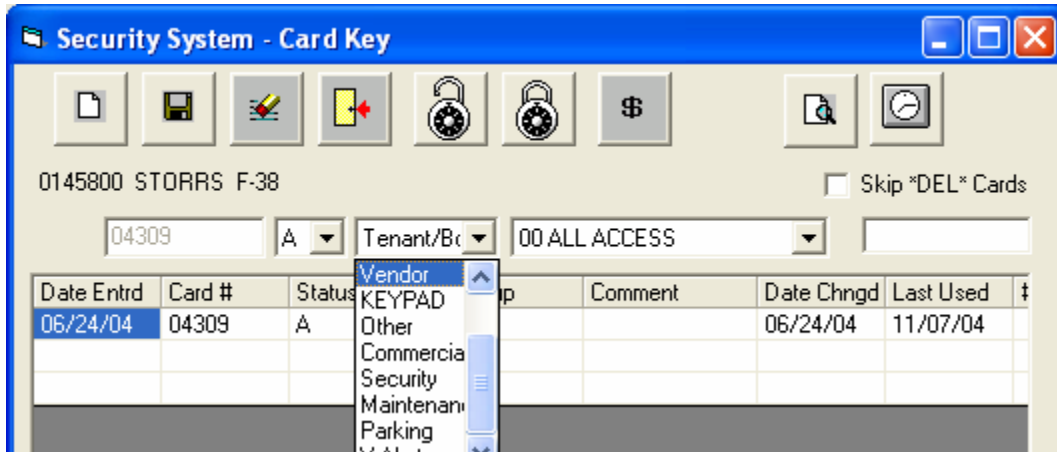 Security System - Card Key
0145800 STORRS F-38
Skip *DEL* Cards
04309 A Tenant/Bo 00 ALL ACCESS
Vendor
Date Entrd Card # Status up Comment Date Chngd Last Used
KEYPAD
06/24/04 04309 A Other 06/24/04 11/07/04
Commercia
Security
Maintenan
Parking